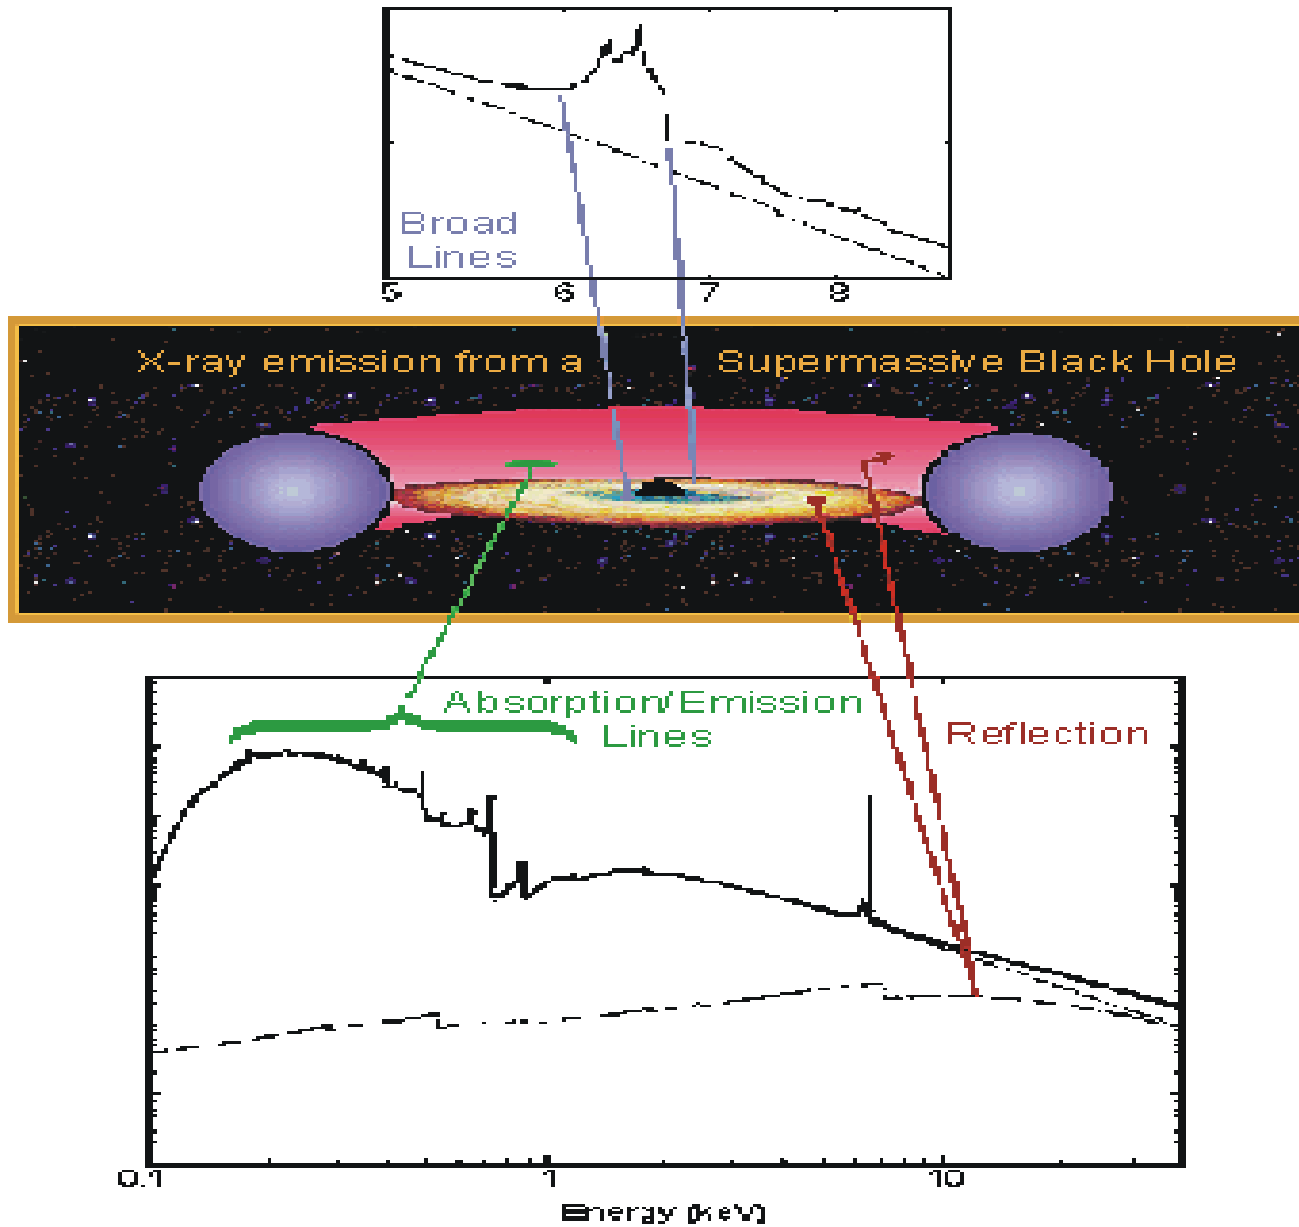 Broad
Lines
5 6 7 8
X-ray emission from a Supermassive Black Hole
Absorption/Emission
Lines
Reflection
0.1 1 10
Energy (keV)